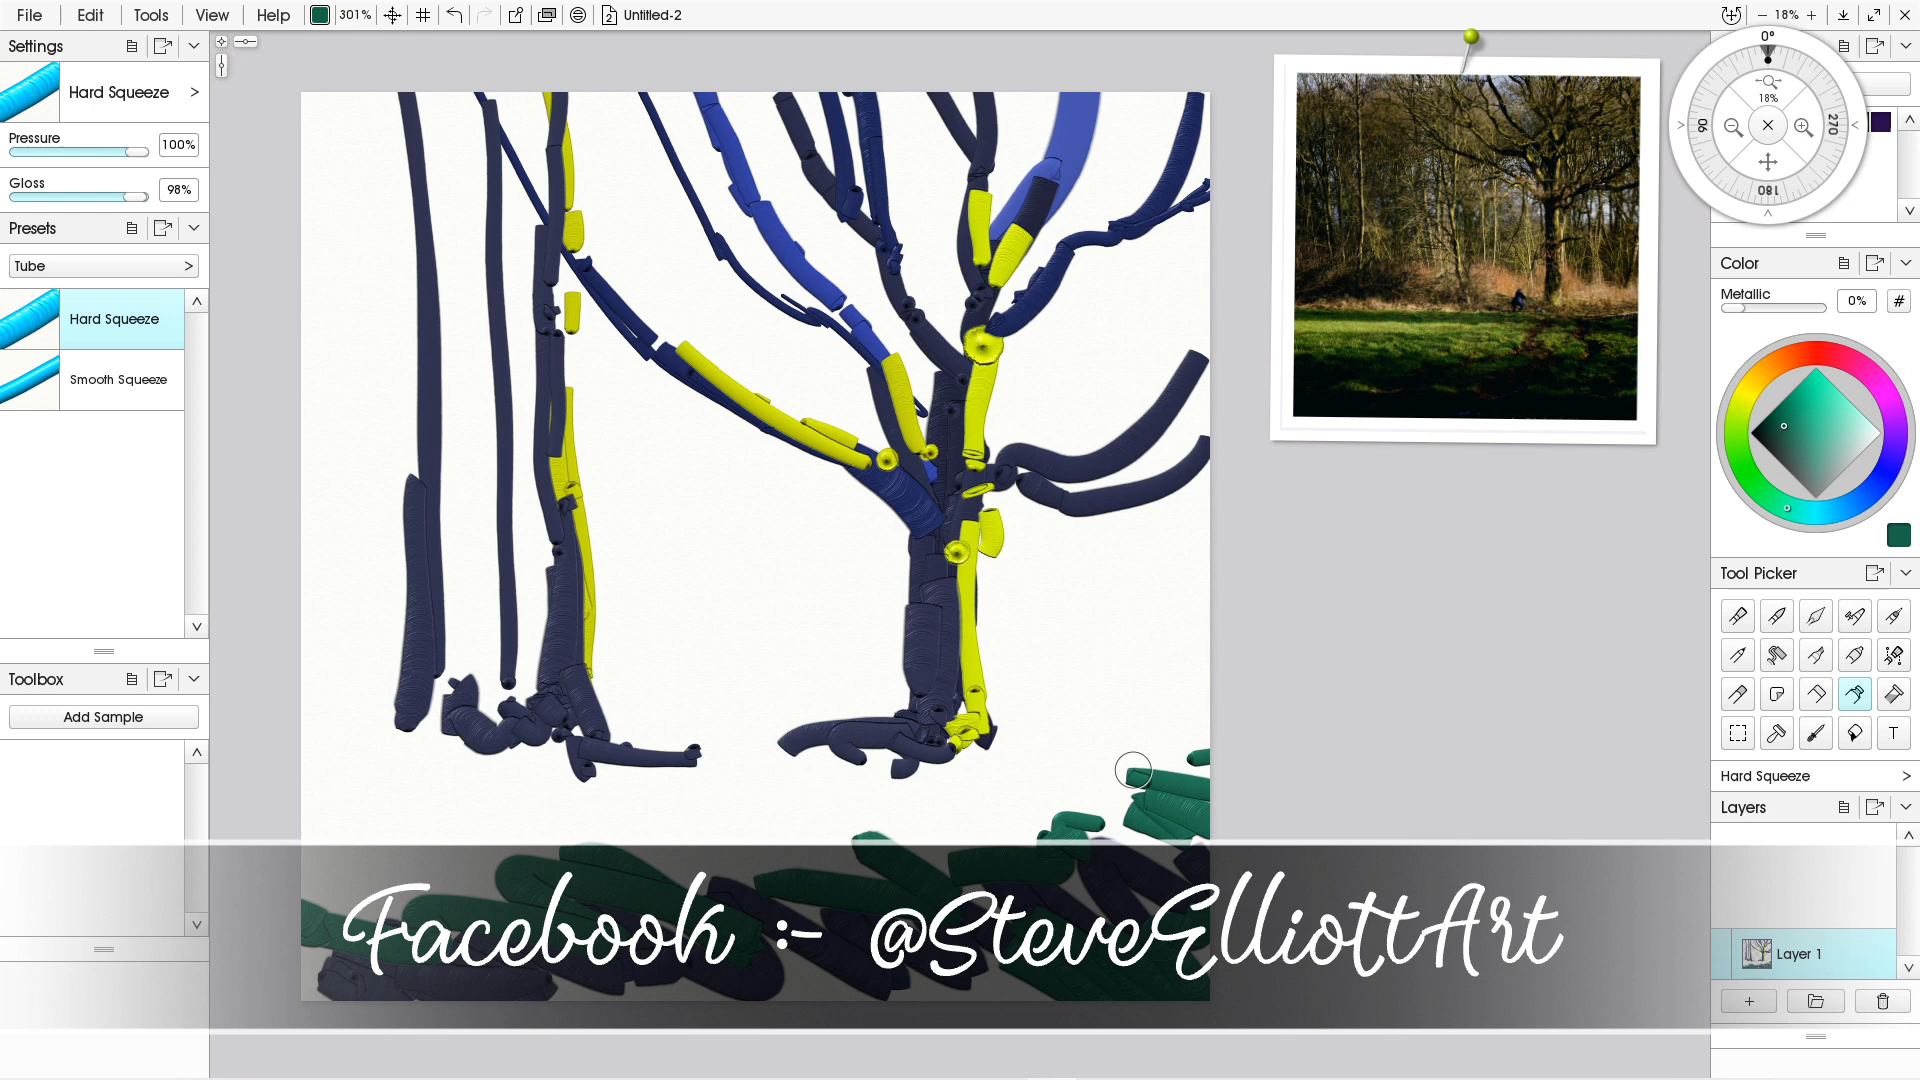 File Edit Tools View Help 301% 2 Untitled-2 18%
Settings
Hard Squeeze >
Pressure
100%
Gloss
98%
Presets
Tube >
Hard Squeeze
Smooth Squeeze
Toolbox
Add Sample
0°
18%
90
270
180
Color
Metallic
0% #
Tool Picker
T
Hard Squeeze >
Layers
Layer 1
Facebook :- @SteveElliottArt